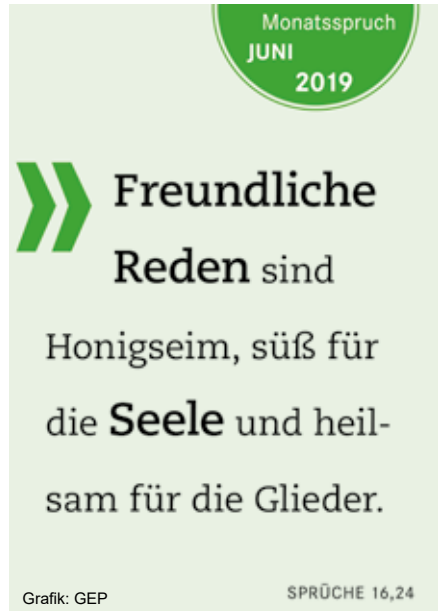 Monatsspruch
JUNI
2019
Freundliche
Reden sind
Honigseim, süß für
die Seele und heil-
sam für die Glieder.
Grafik: GEP
SPRÜCHE 16,24